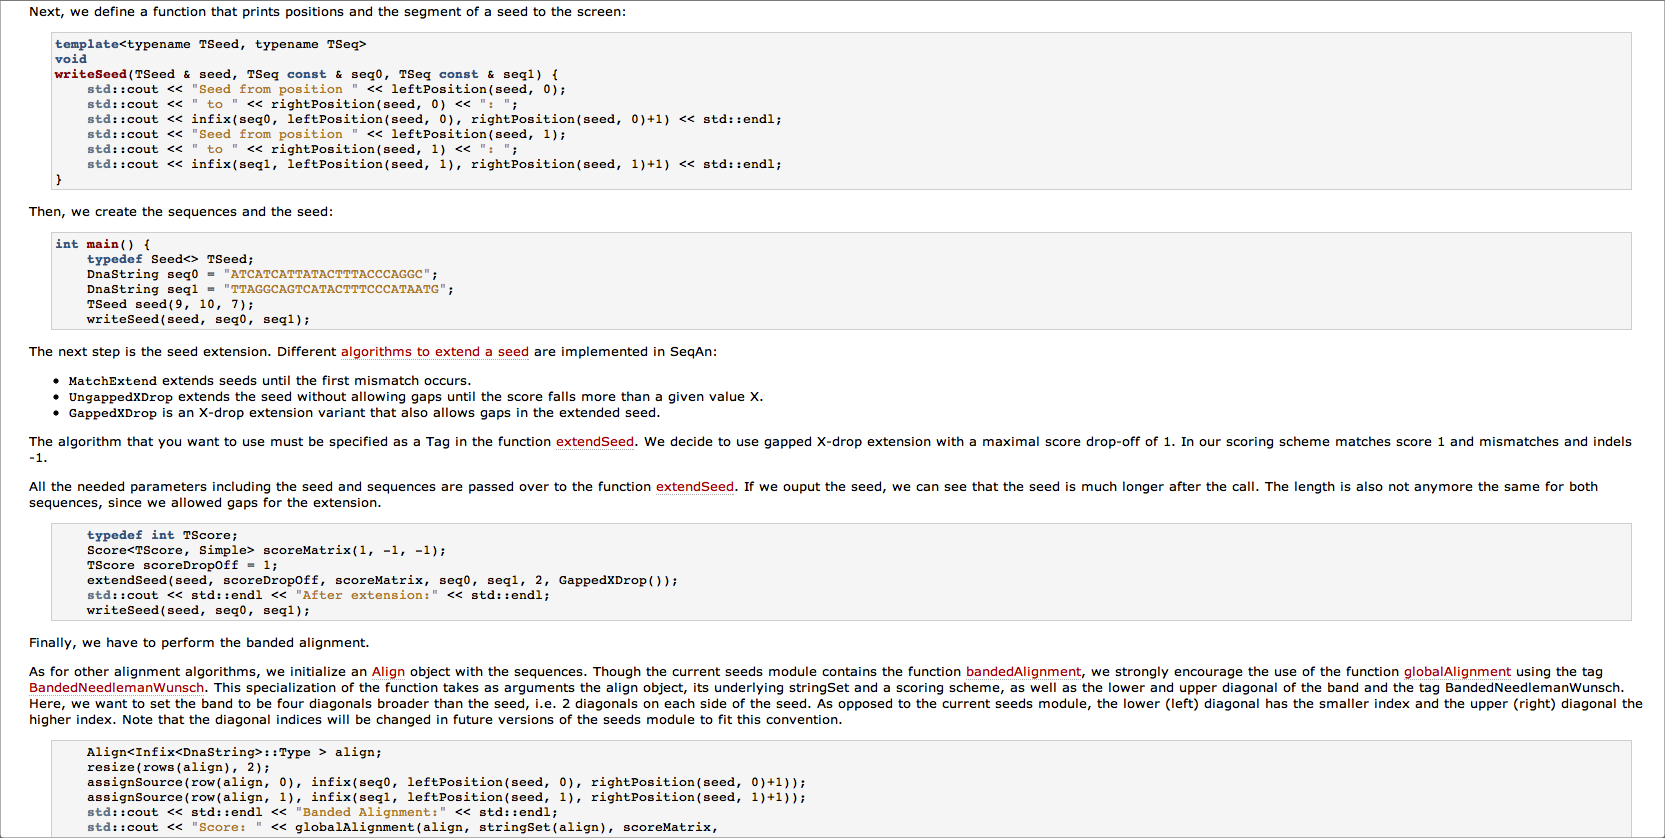 Next, we define a function that prints positions and the segment of a seed to the screen:
template<typename TSeed, typename TSeq>
void
writeSeed(TSeed & seed, TSeq const & seq0, TSeq const & seq1) {
    std::cout << "Seed from position " << leftPosition(seed, 0);
    std::cout << " to " << rightPosition(seed, 0) << ": ";
    std::cout << infix(seq0, leftPosition(seed, 0), rightPosition(seed, 0)+1) << std::endl;
    std::cout << "Seed from position " << leftPosition(seed, 1);
    std::cout << " to " << rightPosition(seed, 1) << ": ";
    std::cout << infix(seq1, leftPosition(seed, 1), rightPosition(seed, 1)+1) << std::endl;
}
Then, we create the sequences and the seed:
int main() {
    typedef Seed<> TSeed;
    DnaString seq0 = "ATCATCATTATACTTTACCCAGGC";
    DnaString seq1 = "TTAGGCAGTCATACTTTCCCATAATG";
    TSeed seed(9, 10, 7);
    writeSeed(seed, seq0, seq1);
The next step is the seed extension. Different algorithms to extend a seed are implemented in SeqAn:
• MatchExtend extends seeds until the first mismatch occurs.
• UngappedXDrop extends the seed without allowing gaps until the score falls more than a given value X.
• GappedXDrop is an X-drop extension variant that also allows gaps in the extended seed.
The algorithm that you want to use must be specified as a Tag in the function extendSeed. We decide to use gapped X-drop extension with a maximal score drop-off of 1. In our scoring scheme matches score 1 and mismatches and indels
-1.
All the needed parameters including the seed and sequences are passed over to the function extendSeed. If we ouput the seed, we can see that the seed is much longer after the call. The length is also not anymore the same for both
sequences, since we allowed gaps for the extension.
    typedef int TScore;
    Score<TScore, Simple> scoreMatrix(1, -1, -1);
    TScore scoreDropOff = 1;
    extendSeed(seed, scoreDropOff, scoreMatrix, seq0, seq1, 2, GappedXDrop());
    std::cout << std::endl << "After extension:" << std::endl;
    writeSeed(seed, seq0, seq1);
Finally, we have to perform the banded alignment.
As for other alignment algorithms, we initialize an Align object with the sequences. Though the current seeds module contains the function bandedAlignment, we strongly encourage the use of the function globalAlignment using the tag
BandedNeedlemanWunsch. This specialization of the function takes as arguments the align object, its underlying stringSet and a scoring scheme, as well as the lower and upper diagonal of the band and the tag BandedNeedlemanWunsch.
Here, we want to set the band to be four diagonals broader than the seed, i.e. 2 diagonals on each side of the seed. As opposed to the current seeds module, the lower (left) diagonal has the smaller index and the upper (right) diagonal the
higher index. Note that the diagonal indices will be changed in future versions of the seeds module to fit this convention.
    Align<Infix<DnaString>::Type > align;
    resize(rows(align), 2);
    assignSource(row(align, 0), infix(seq0, leftPosition(seed, 0), rightPosition(seed, 0)+1));
    assignSource(row(align, 1), infix(seq1, leftPosition(seed, 1), rightPosition(seed, 1)+1));
    std::cout << std::endl << "Banded Alignment:" << std::endl;
    std::cout << "Score: " << globalAlignment(align, stringSet(align), scoreMatrix,